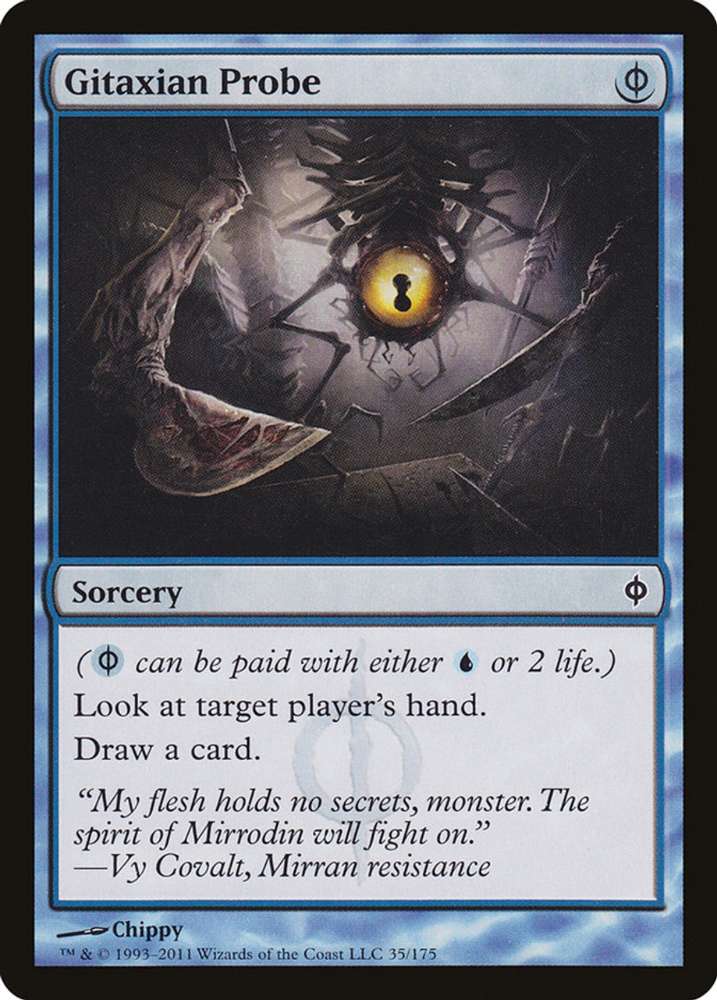 Gitaxian Probe
Sorcery
( can be paid with either or 2 life.)
Look at target player's hand.
Draw a card.
"My flesh holds no secrets, monster. The
spirit of Mirrodin will fight on."
—Vy Covalt, Mirran resistance
Chippy
™ & © 1993–2011 Wizards of the Coast LLC 35/175